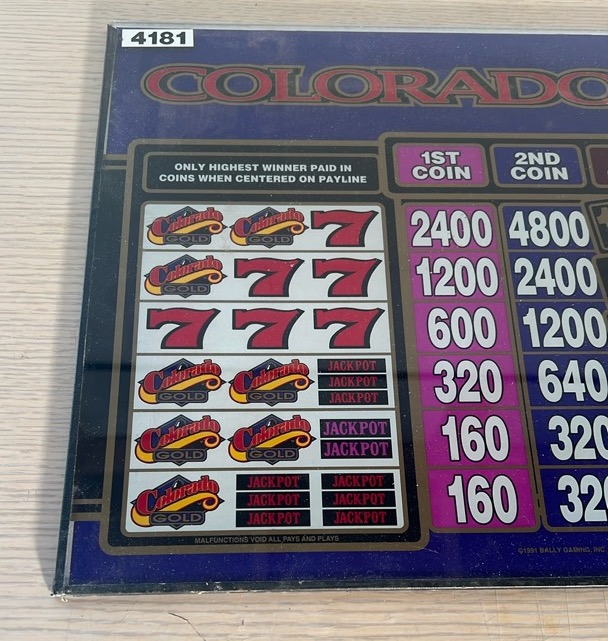 4181
COLORADO
ONLY HIGHEST WINNER PAID IN
COINS WHEN CENTERED ON PAYLINE
1ST
COIN
2ND
COIN
Colorado GOLD Colorado GOLD 7 2400 4800
Colorado GOLD 7 7 1200 2400
7 7 7 600 1200
Colorado GOLD Colorado GOLD JACKPOT JACKPOT JACKPOT 320 640
Colorado GOLD Colorado GOLD JACKPOT JACKPOT 160 320
Colorado GOLD JACKPOT JACKPOT JACKPOT JACKPOT JACKPOT JACKPOT 160 32
MALFUNCTIONS VOID ALL PAYS AND PLAYS
©1991 BALLY GAMING, INC